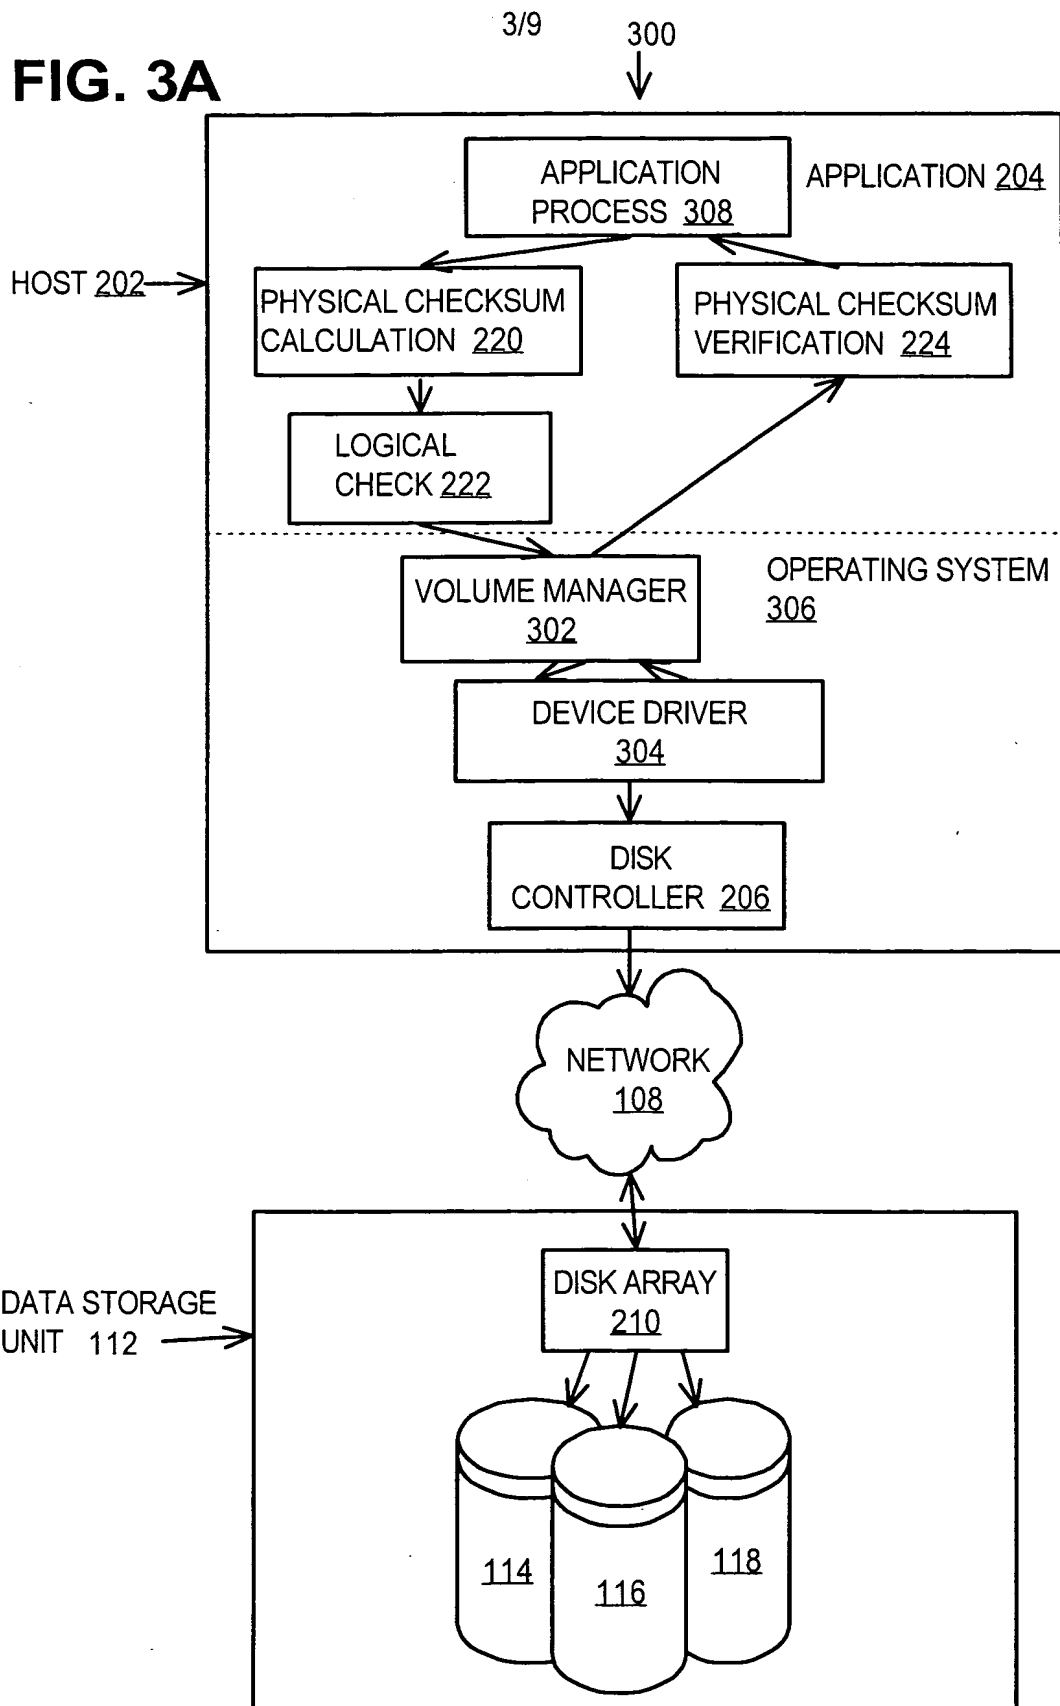 3/9
300
FIG. 3A
APPLICATION
PROCESS 308
APPLICATION 204
HOST 202
PHYSICAL CHECKSUM
CALCULATION 220
PHYSICAL CHECKSUM
VERIFICATION 224
LOGICAL
CHECK 222
VOLUME MANAGER
302
OPERATING SYSTEM
306
DEVICE DRIVER
304
DISK
CONTROLLER 206
NETWORK
108
DISK ARRAY
210
DATA STORAGE
UNIT 112
114
116
118